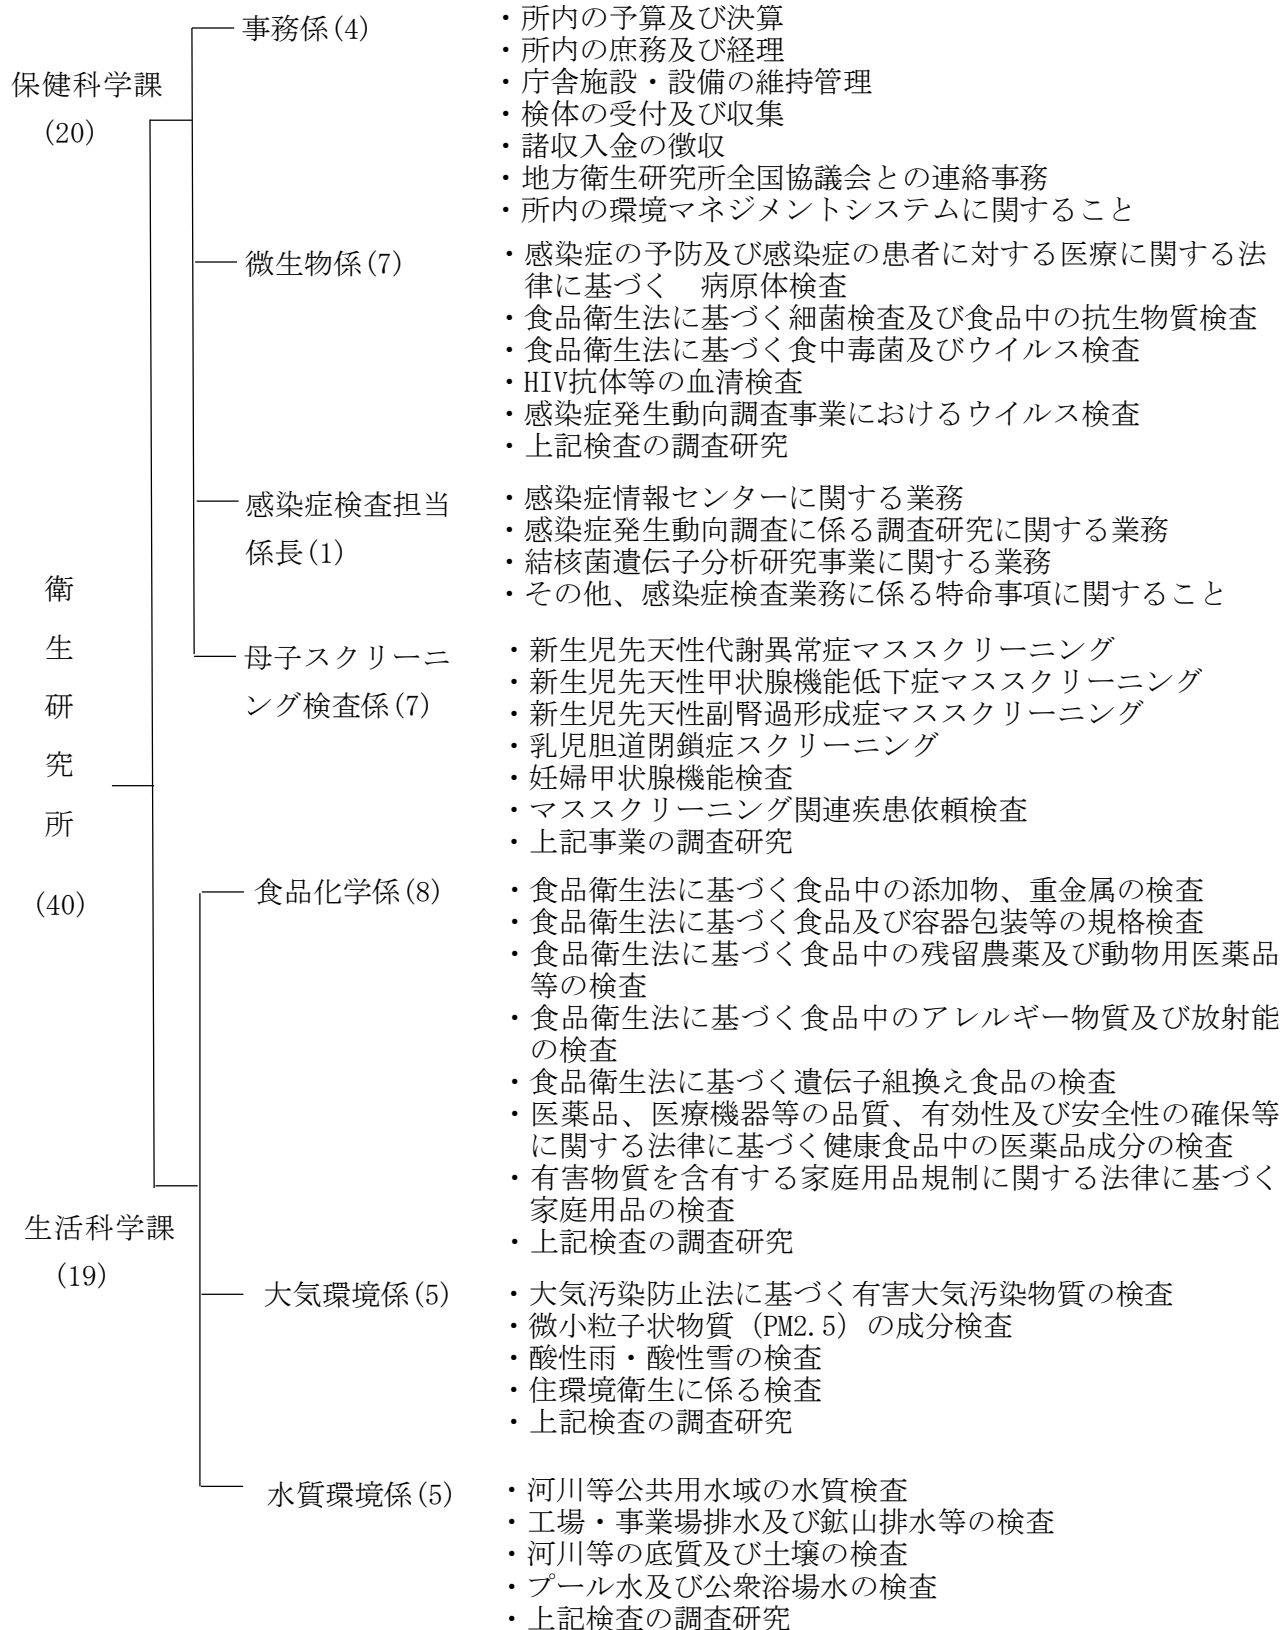 衛生研究所
(40)
保健科学課
(20)
事務係(4)
・所内の予算及び決算
・所内の庶務及び経理
・庁舎施設・設備の維持管理
・検体の受付及び収集
・諸収入金の徴収
・地方衛生研究所全国協議会との連絡事務
・所内の環境マネジメントシステムに関すること
微生物係(7)
・感染症の予防及び感染症の患者に対する医療に関する法
律に基づく　病原体検査
・食品衛生法に基づく細菌検査及び食品中の抗生物質検査
・食品衛生法に基づく食中毒菌及びウイルス検査
・HIV抗体等の血清検査
・感染症発生動向調査事業におけるウイルス検査
・上記検査の調査研究
感染症検査担当
係長(1)
・感染症情報センターに関する業務
・感染症発生動向調査に係る調査研究に関する業務
・結核菌遺伝子分析研究事業に関する業務
・その他、感染症検査業務に係る特命事項に関すること
母子スクリーニ
ング検査係(7)
・新生児先天性代謝異常症マススクリーニング
・新生児先天性甲状腺機能低下症マススクリーニング
・新生児先天性副腎過形成症マススクリーニング
・乳児胆道閉鎖症スクリーニング
・妊婦甲状腺機能検査
・マススクリーニング関連疾患依頼検査
・上記事業の調査研究
生活科学課
(19)
食品化学係(8)
・食品衛生法に基づく食品中の添加物、重金属の検査
・食品衛生法に基づく食品及び容器包装等の規格検査
・食品衛生法に基づく食品中の残留農薬及び動物用医薬品
等の検査
・食品衛生法に基づく食品中のアレルギー物質及び放射能
の検査
・食品衛生法に基づく遺伝子組換え食品の検査
・医薬品、医療機器等の品質、有効性及び安全性の確保等
に関する法律に基づく健康食品中の医薬品成分の検査
・有害物質を含有する家庭用品規制に関する法律に基づく
家庭用品の検査
・上記検査の調査研究
大気環境係(5)
・大気汚染防止法に基づく有害大気汚染物質の検査
・微小粒子状物質（PM2.5）の成分検査
・酸性雨・酸性雪の検査
・住環境衛生に係る検査
・上記検査の調査研究
水質環境係(5)
・河川等公共用水域の水質検査
・工場・事業場排水及び鉱山排水等の検査
・河川等の底質及び土壌の検査
・プール水及び公衆浴場水の検査
・上記検査の調査研究